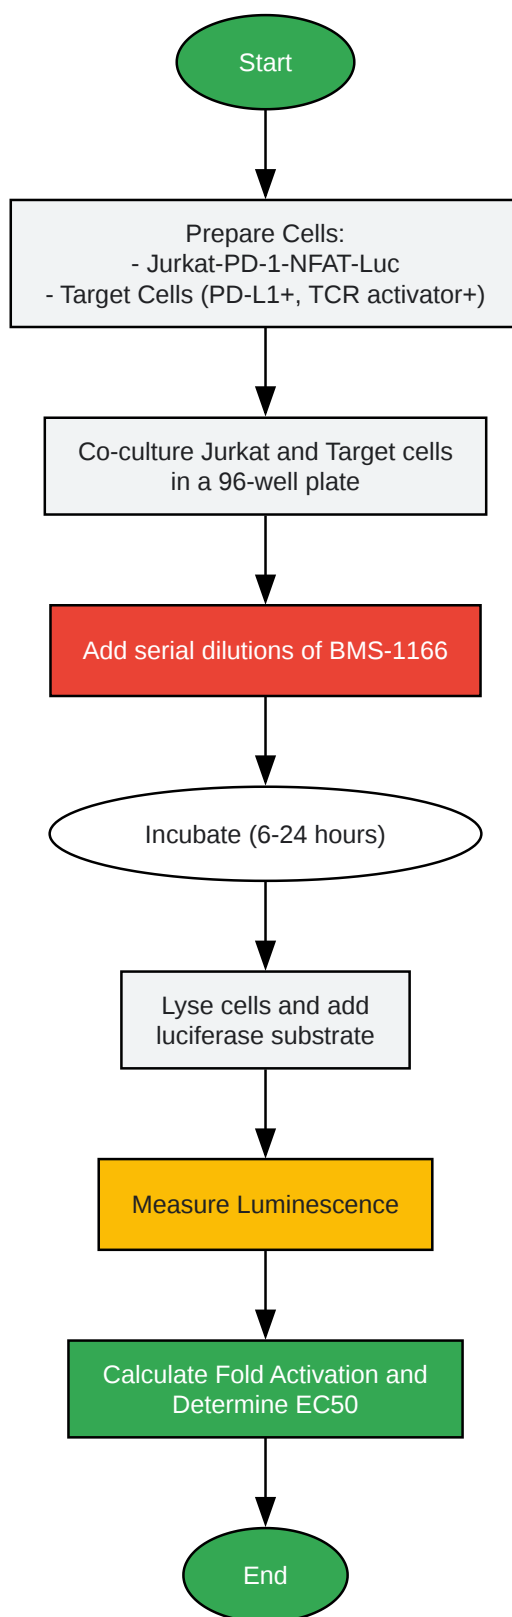 Start
Prepare Cells:
- Jurkat-PD-1-NFAT-Luc
- Target Cells (PD-L1+, TCR activator+)
Co-culture Jurkat and Target cells
in a 96-well plate
Add serial dilutions of BMS-1166
Incubate (6-24 hours)
Lyse cells and add
luciferase substrate
Measure Luminescence
Calculate Fold Activation and
Determine EC50
End